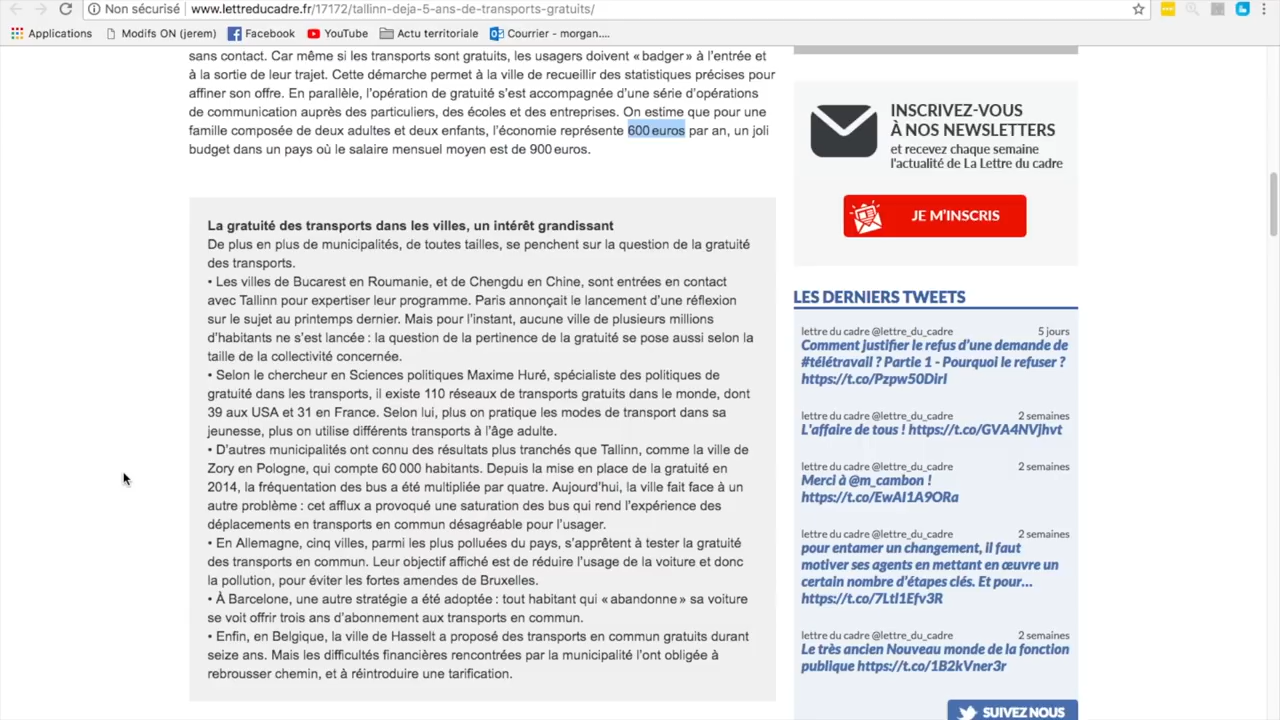 Non sécurisé
www.lettreducadre.fr/17172/tallinn-deja-5-ans-de-transports-gratuits/
Applications
Modifs ON (jerem)
Facebook
YouTube
Actu territoriale
Courrier - morgan....
sans contact. Car même si les transports sont gratuits, les usagers doivent « badger » à l'entrée et
à la sortie de leur trajet. Cette démarche permet à la ville de recueillir des statistiques précises pour
affiner son offre. En parallèle, l'opération de gratuité s'est accompagnée d'une série d'opérations
de communication auprès des particuliers, des écoles et des entreprises. On estime que pour une
famille composée de deux adultes et deux enfants, l'économie représente 600 euros par an, un joli
budget dans un pays où le salaire mensuel moyen est de 900 euros.
La gratuité des transports dans les villes, un intérêt grandissant
De plus en plus de municipalités, de toutes tailles, se penchent sur la question de la gratuité
des transports.
• Les villes de Bucarest en Roumanie, et de Chengdu en Chine, sont entrées en contact
avec Tallinn pour expertiser leur programme. Paris annonçait le lancement d'une réflexion
sur le sujet au printemps dernier. Mais pour l'instant, aucune ville de plusieurs millions
d'habitants ne s'est lancée : la question de la pertinence de la gratuité se pose aussi selon la
taille de la collectivité concernée.
• Selon le chercheur en Sciences politiques Maxime Huré, spécialiste des politiques de
gratuité dans les transports, il existe 110 réseaux de transports gratuits dans le monde, dont
39 aux USA et 31 en France. Selon lui, plus on pratique les modes de transport dans sa
jeunesse, plus on utilise différents transports à l'âge adulte.
• D'autres municipalités ont connu des résultats plus tranchés que Tallinn, comme la ville de
Zory en Pologne, qui compte 60 000 habitants. Depuis la mise en place de la gratuité en
2014, la fréquentation des bus a été multipliée par quatre. Aujourd'hui, la ville fait face à un
autre problème : cet afflux a provoqué une saturation des bus qui rend l'expérience des
déplacements en transports en commun désagréable pour l'usager.
• En Allemagne, cinq villes, parmi les plus polluées du pays, s'apprêtent à tester la gratuité
des transports en commun. Leur objectif affiché est de réduire l'usage de la voiture et donc
la pollution, pour éviter les fortes amendes de Bruxelles.
• À Barcelone, une autre stratégie a été adoptée : tout habitant qui « abandonne » sa voiture
se voit offrir trois ans d'abonnement aux transports en commun.
• Enfin, en Belgique, la ville de Hasselt a proposé des transports en commun gratuits durant
seize ans. Mais les difficultés financières rencontrées par la municipalité l'ont obligée à
rebrousser chemin, et à réintroduire une tarification.
INSCRIVEZ-VOUS
À NOS NEWSLETTERS
et recevez chaque semaine
l'actualité de La Lettre du cadre
JE M'INSCRIS
LES DERNIERS TWEETS
lettre du cadre @lettre_du_cadre 5 jours
Comment justifier le refus d'une demande de
#télétravail ? Partie 1 - Pourquoi le refuser ?
https://t.co/Pzpw50DirI
lettre du cadre @lettre_du_cadre 2 semaines
L'affaire de tous ! https://t.co/GVA4NVjhvt
lettre du cadre @lettre_du_cadre 2 semaines
Merci à @m_cambon !
https://t.co/EwAI1A9ORa
lettre du cadre @lettre_du_cadre 2 semaines
pour entamer un changement, il faut
motiver ses agents en mettant en œuvre un
certain nombre d'étapes clés. Et pour…
https://t.co/7LtI1Efv3R
lettre du cadre @lettre_du_cadre 2 semaines
Le très ancien Nouveau monde de la fonction
publique https://t.co/1B2kVner3r
SUIVEZ NOUS